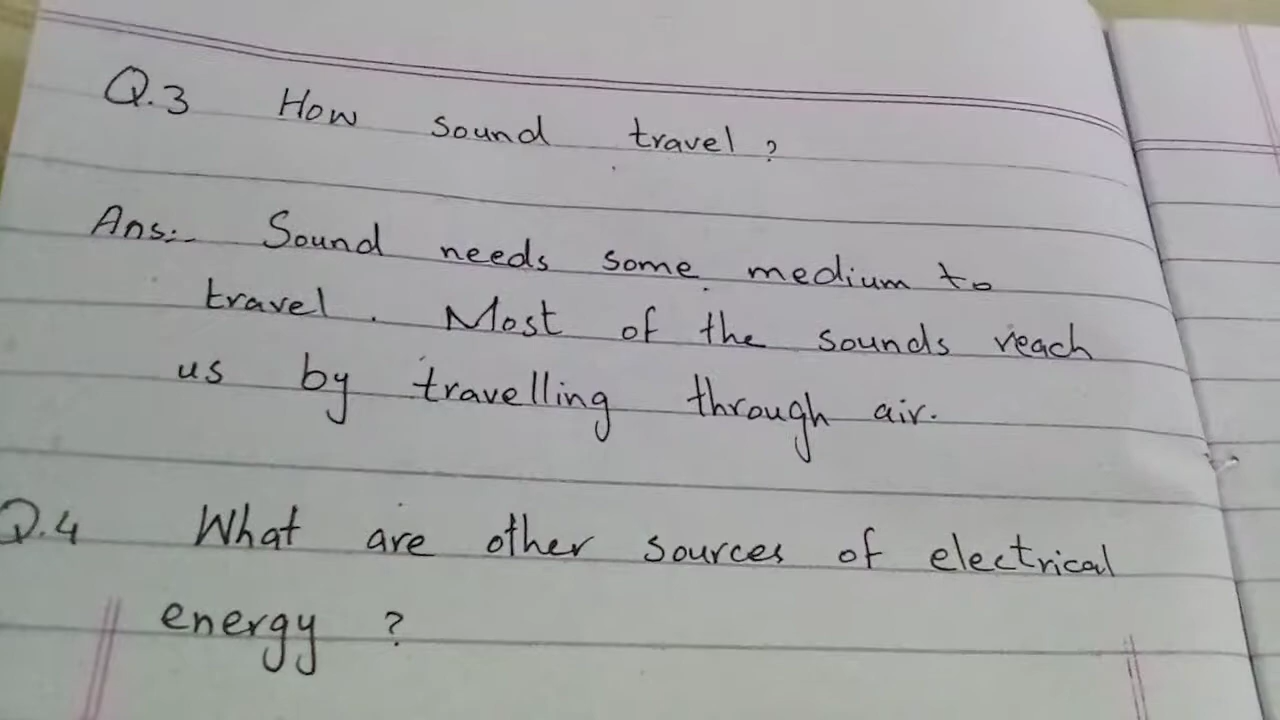 Q.3 How sound travel?
Ans:- Sound needs some medium to
travel. Most of the sounds reach
us by travelling through air.
Q.4 What are other sources of electrical
energy?